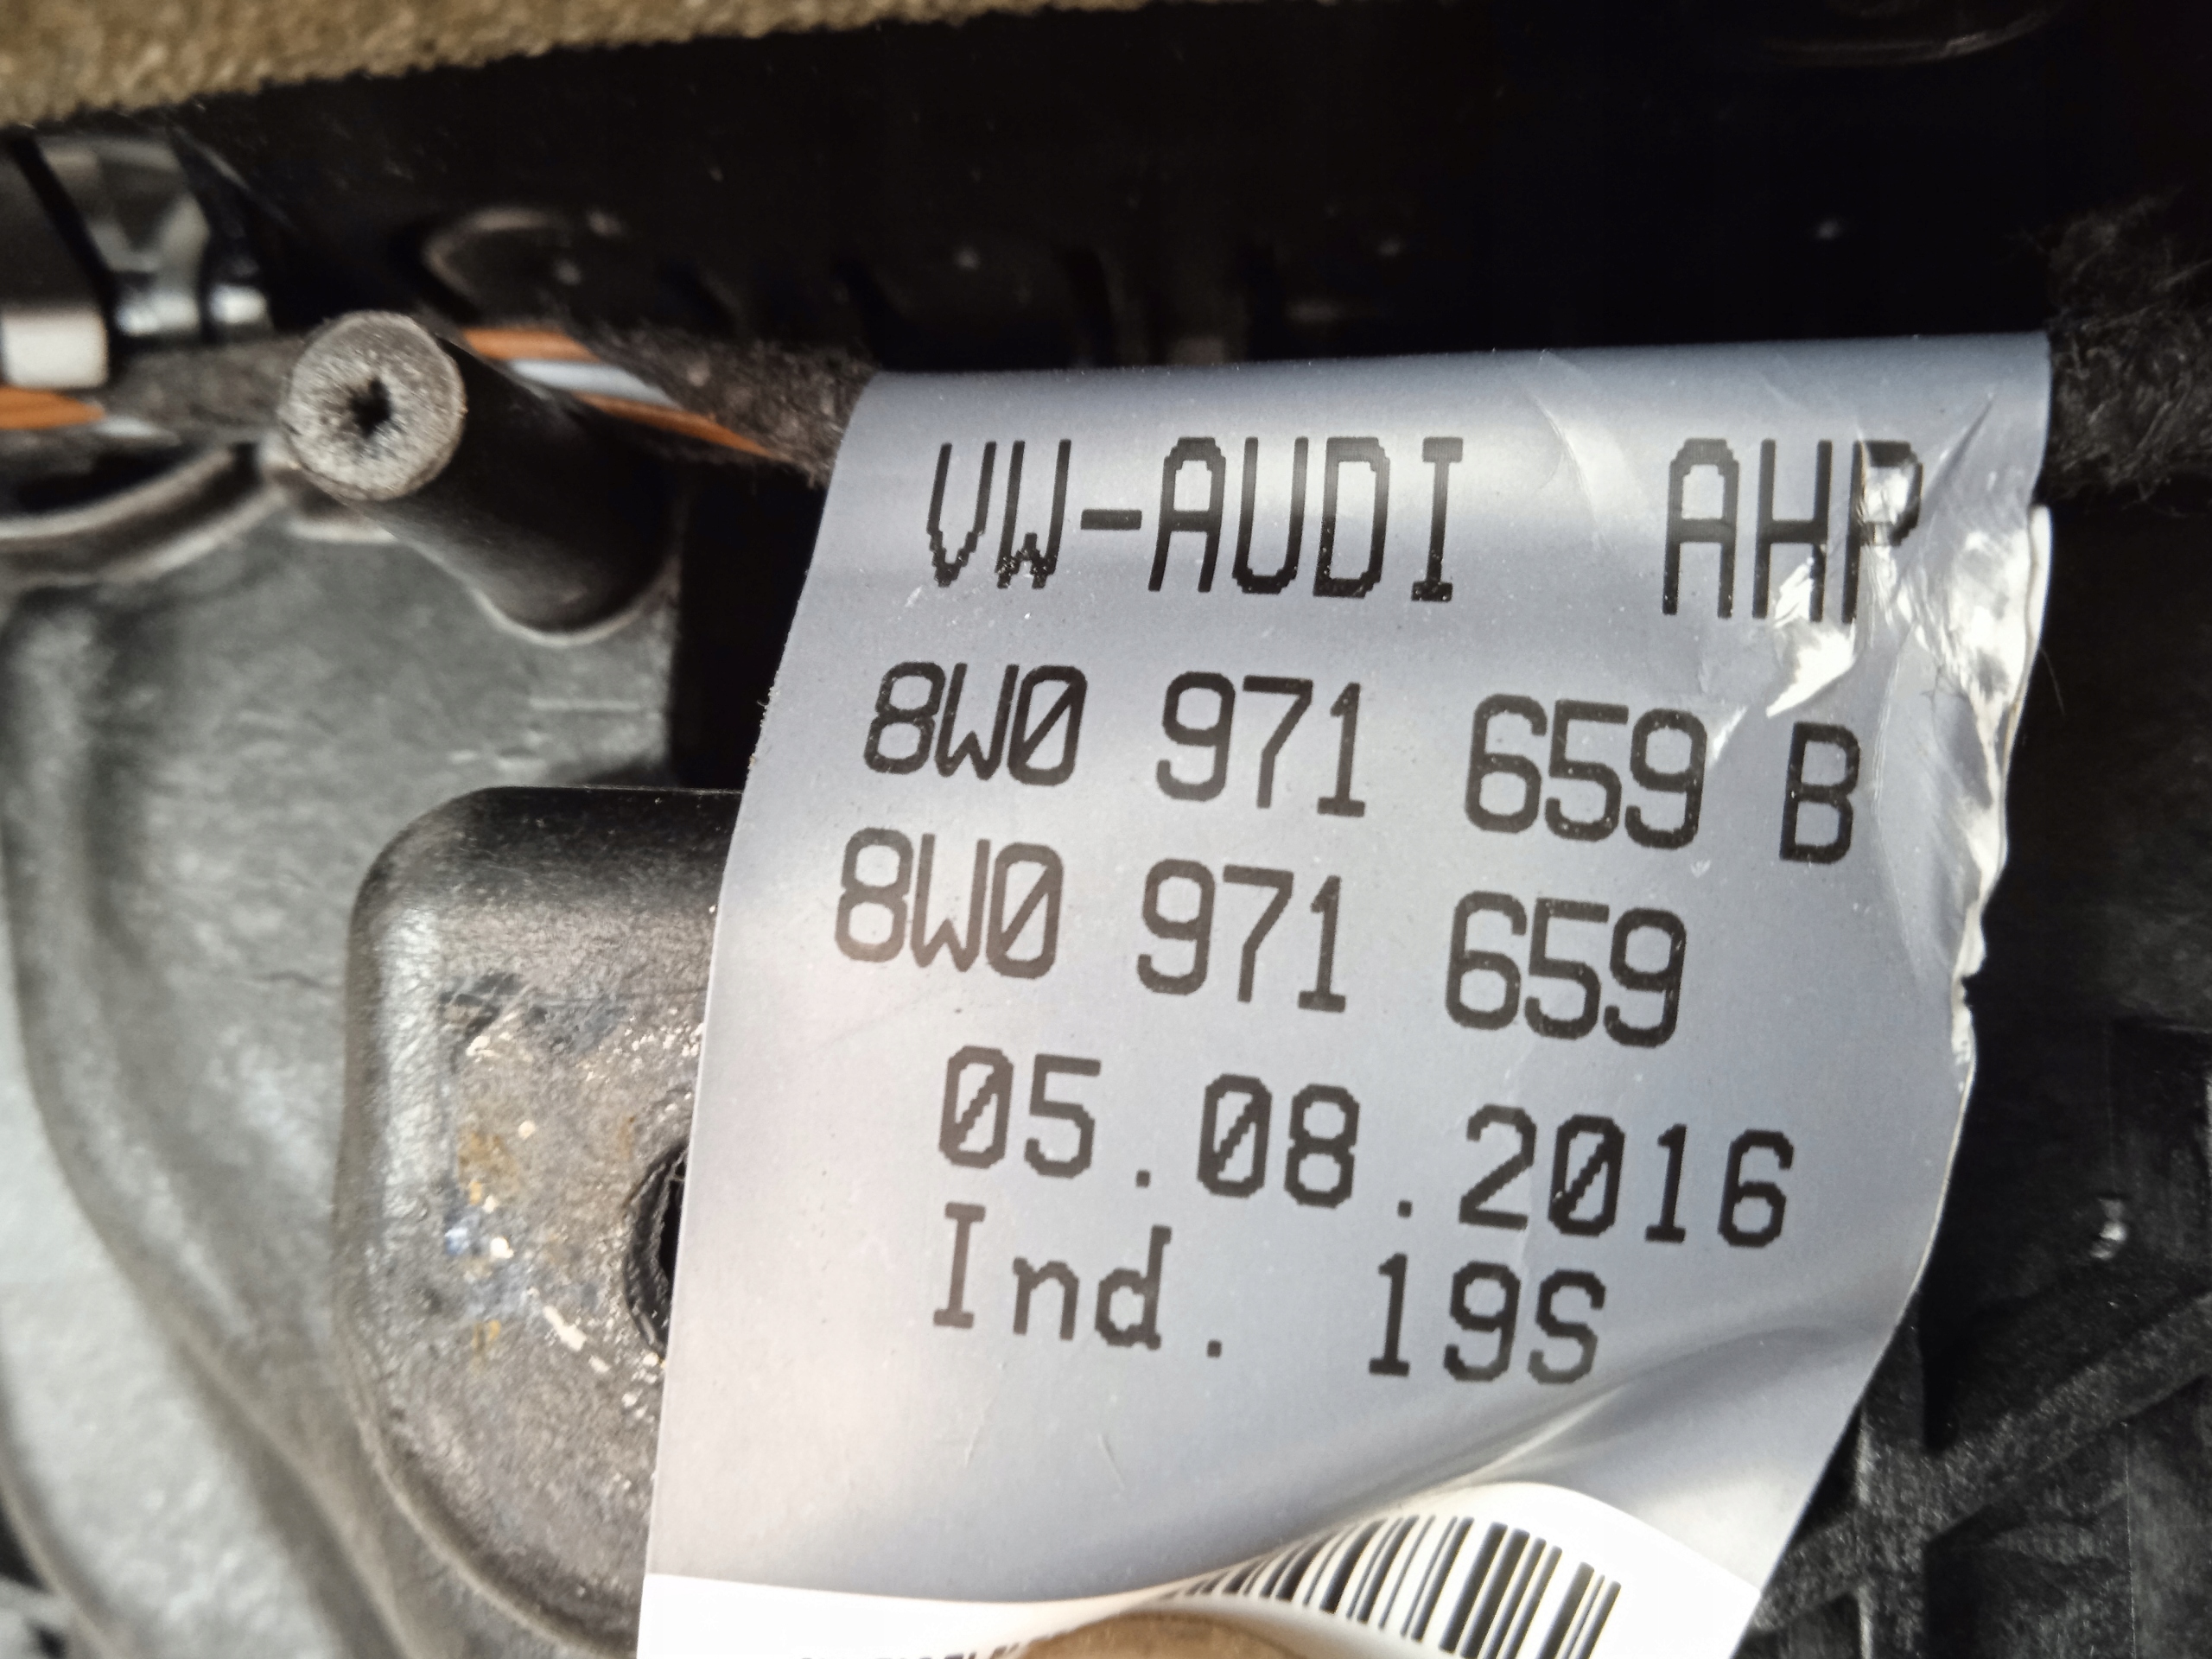 VW-AUDI AHP
8W0 971 659 B
8W0 971 659
05.08.2016
Ind. 19S